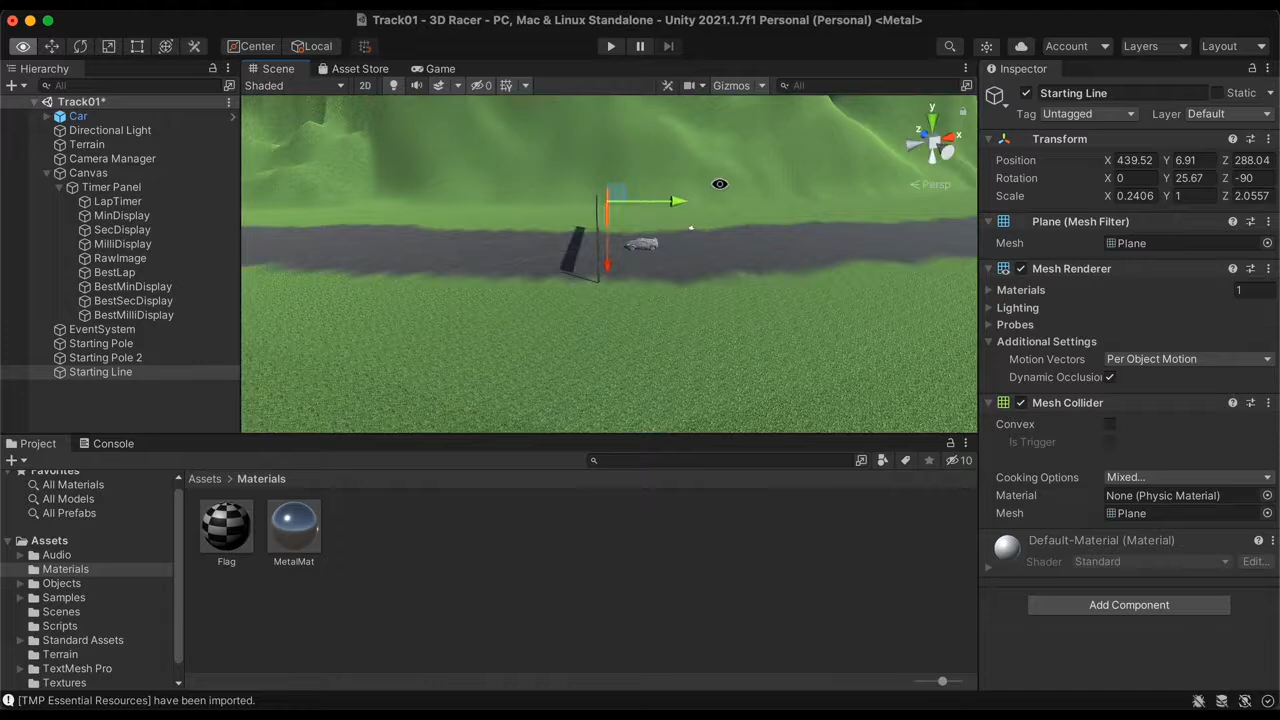 Track01 - 3D Racer - PC, Mac & Linux Standalone - Unity 2021.1.7f1 Personal (Personal) <Metal>
Center
Local
Account
Layers
Layout
Hierarchy
All
Track01*
Car
Directional Light
Terrain
Camera Manager
Canvas
Timer Panel
LapTimer
MinDisplay
SecDisplay
MilliDisplay
RawImage
BestLap
BestMinDisplay
BestSecDisplay
BestMilliDisplay
EventSystem
Starting Pole
Starting Pole 2
Starting Line
Scene
Asset Store
Game
Shaded
2D
0
Gizmos
All
y
z
x
Persp
Inspector
Starting Line
Static
Tag Untagged
Layer Default
Transform
Position X 439.52 Y 6.91 Z 288.04
Rotation X 0 Y 25.67 Z -90
Scale X 0.2406 Y 1 Z 2.0557
Plane (Mesh Filter)
Mesh Plane
Mesh Renderer
Materials 1
Lighting
Probes
Additional Settings
Motion Vectors Per Object Motion
Dynamic Occlusion
Mesh Collider
Convex
Is Trigger
Cooking Options Mixed...
Material None (Physic Material)
Mesh Plane
Default-Material (Material)
Shader Standard Edit...
Add Component
Project
Console
10
Favorites
All Materials
All Models
All Prefabs
Assets
Audio
Materials
Objects
Samples
Scenes
Scripts
Standard Assets
Terrain
TextMesh Pro
Textures
Assets
Materials
Flag
MetalMat
[TMP Essential Resources] have been imported.